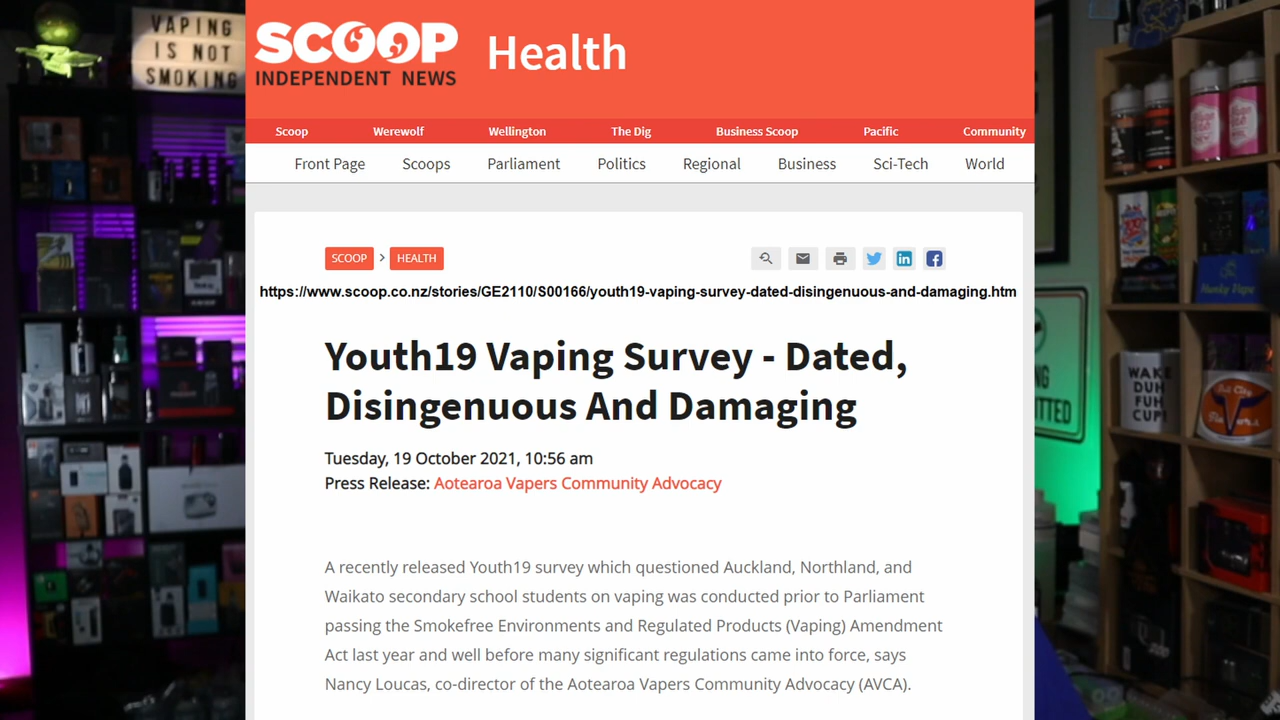 VAPING
IS NOT
SMOKING
SCOOP
INDEPENDENT NEWS
Health
Scoop Werewolf Wellington The Dig Business Scoop Pacific Community
Front Page Scoops Parliament Politics Regional Business Sci-Tech World
SCOOP > HEALTH
https://www.scoop.co.nz/stories/GE2110/S00166/youth19-vaping-survey-dated-disingenuous-and-damaging.htm
Youth19 Vaping Survey - Dated,
Disingenuous And Damaging
Tuesday, 19 October 2021, 10:56 am
Press Release: Aotearoa Vapers Community Advocacy
A recently released Youth19 survey which questioned Auckland, Northland, and
Waikato secondary school students on vaping was conducted prior to Parliament
passing the Smokefree Environments and Regulated Products (Vaping) Amendment
Act last year and well before many significant regulations came into force, says
Nancy Loucas, co-director of the Aotearoa Vapers Community Advocacy (AVCA).
WAKE
DUH
FUH
CUP!